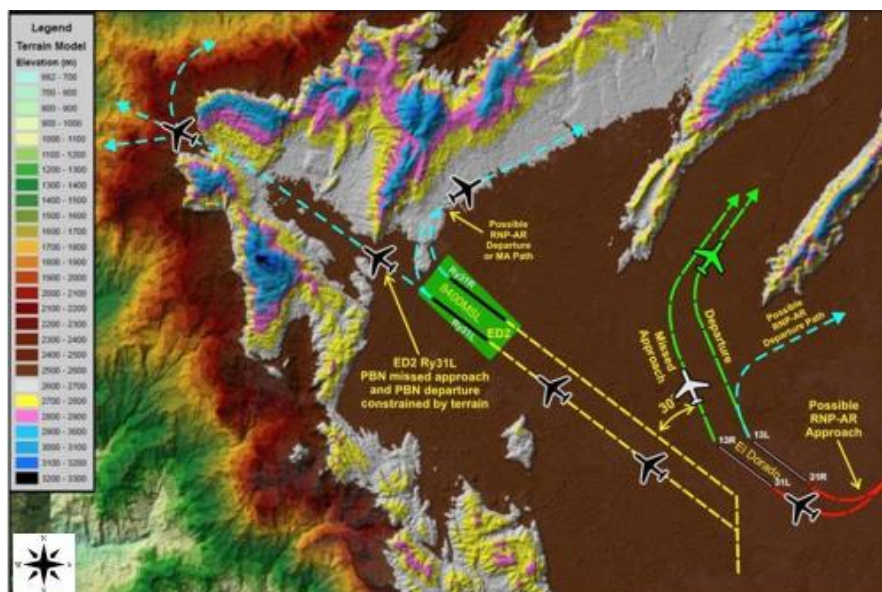 Legend
Terrain Model
Elevation (m)
662 - 700
700 - 800
800 - 900
900 - 1000
1000 - 1100
1100 - 1200
1200 - 1300
1300 - 1400
1400 - 1500
1500 - 1600
1600 - 1700
1700 - 1800
1800 - 1900
1900 - 2000
2000 - 2100
2100 - 2200
2200 - 2300
2300 - 2400
2400 - 2500
2500 - 2600
2600 - 2700
2700 - 2800
2800 - 2900
2900 - 3000
3000 - 3100
3100 - 3200
3200 - 3300
Possible
RNP-AR
Departure
or MA Path
Ry31R
8400MSL
Ry31L
ED2
ED2 Ry31L
PBN missed approach
and PBN departure
constrained by terrain
Missed
Approach
Departure
Possible
RNP-AR
Departure Path
30°
Possible
RNP-AR
Approach
13R
13L
El Dorado
31L
31R